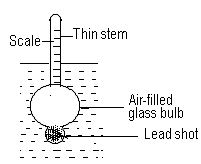 Scale
Thin stem
Air-filled
glass bulb
Lead shot